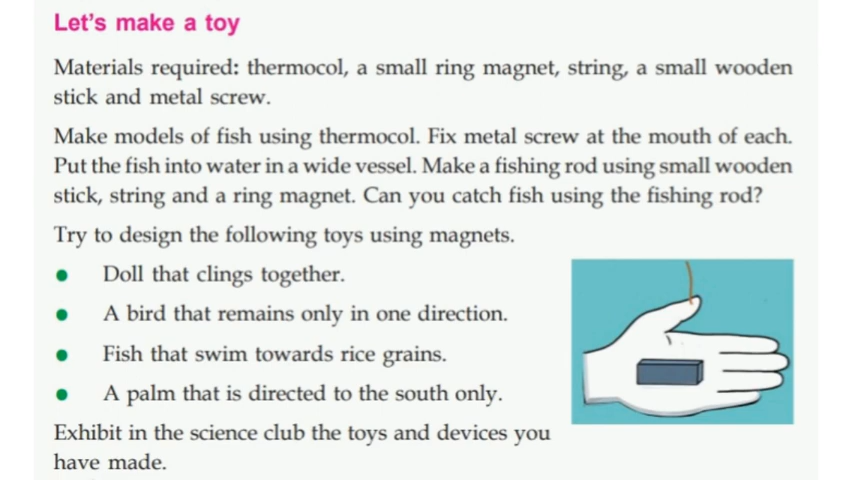 Let's make a toy
Materials required: thermocol, a small ring magnet, string, a small wooden
stick and metal screw.
Make models of fish using thermocol. Fix metal screw at the mouth of each.
Put the fish into water in a wide vessel. Make a fishing rod using small wooden
stick, string and a ring magnet. Can you catch fish using the fishing rod?
Try to design the following toys using magnets.
● Doll that clings together.
● A bird that remains only in one direction.
● Fish that swim towards rice grains.
● A palm that is directed to the south only.
Exhibit in the science club the toys and devices you
have made.